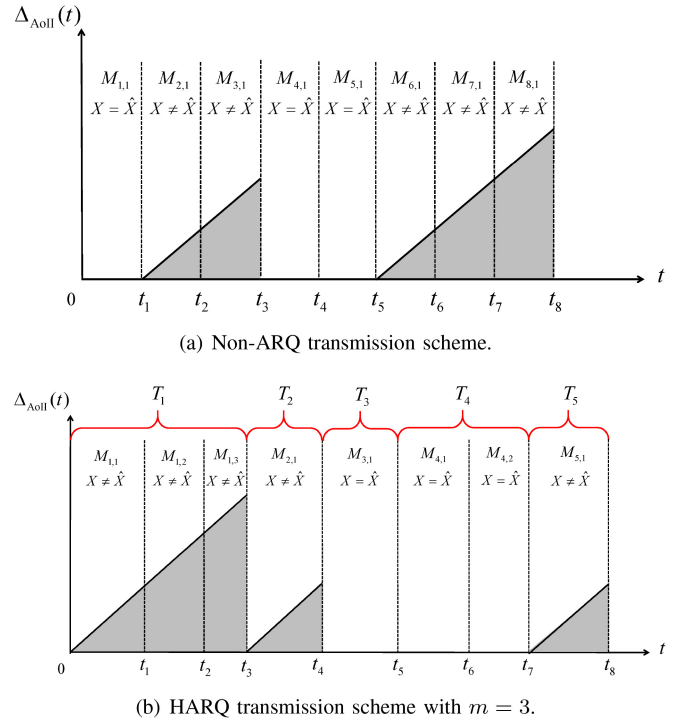 Δ_AoII(t)
M_{1,1} M_{2,1} M_{3,1} M_{4,1} M_{5,1} M_{6,1} M_{7,1} M_{8,1}
X = X̂ X ≠ X̂ X ≠ X̂ X = X̂ X = X̂ X ≠ X̂ X ≠ X̂ X ≠ X̂
0 t_1 t_2 t_3 t_4 t_5 t_6 t_7 t_8 t
(a) Non-ARQ transmission scheme.
Δ_AoII(t) T_1 T_2 T_3 T_4 T_5
M_{1,1} M_{1,2} M_{1,3} M_{2,1} M_{3,1} M_{4,1} M_{4,2} M_{5,1}
X ≠ X̂ X ≠ X̂ X ≠ X̂ X ≠ X̂ X = X̂ X = X̂ X = X̂ X ≠ X̂
0 t_1 t_2 t_3 t_4 t_5 t_6 t_7 t_8 t
(b) HARQ transmission scheme with m = 3.